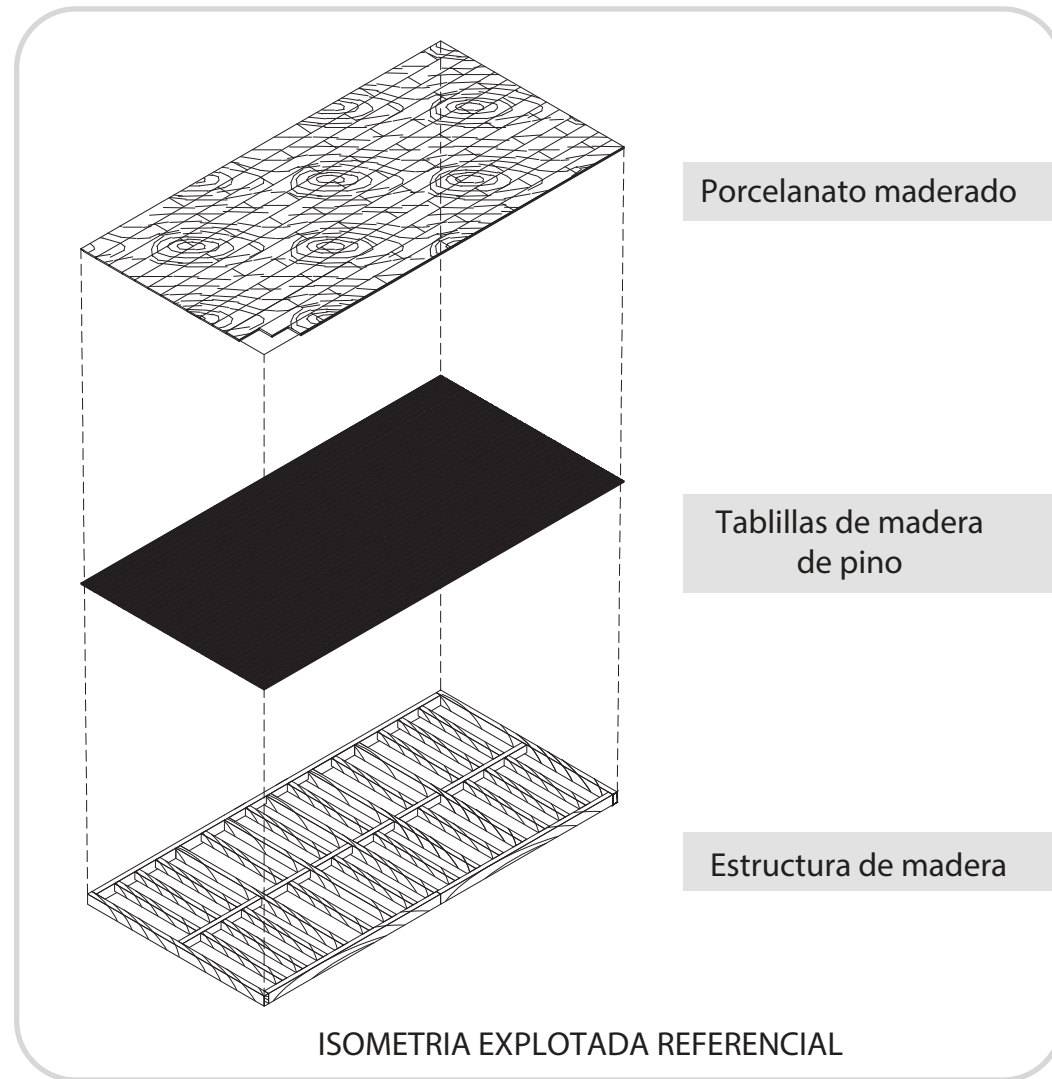 Porcelanato maderado
Tablillas de madera
de pino
Estructura de madera
ISOMETRIA EXPLOTADA REFERENCIAL